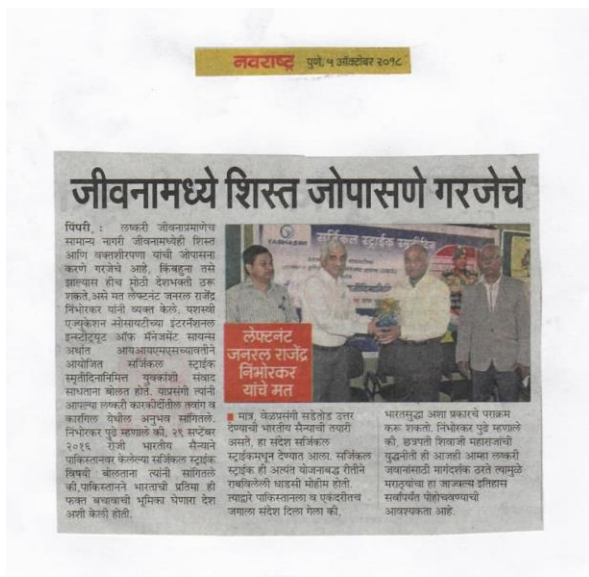 नवराष्ट्र पुणे, ५ ऑक्टोबर २०१८
जीवनामध्ये शिस्त जोपासणे गरजेचे
पिंपरी, : लष्करी जीवनाप्रमाणेच
सामान्य नागरी जीवनामध्येही शिस्त
आणि वक्तशीरपणा यांची जोपासना
करणे गरजेचे आहे, किंबहुना तसे
झाल्यास हीच मोठी देशभक्ती ठरू
शकते,असे मत लेफ्टनंट जनरल राजेंद्र
निंभोरकर यांनी व्यक्त केले. यशस्वी
एज्युकेशन सोसायटीच्या इंटरनॅशनल
इन्स्टीट्यूट ऑफ मॅनेजमेंट सायन्स
अर्थात आयआयएमएसच्यावतीने
आयोजित सर्जिकल स्ट्राईक
स्मृतीदिनानिमित्त युवकांशी संवाद
साधताना बोलत होते. याप्रसंगी त्यांनी
आपल्या लष्करी कारकीर्दीतील तवांग व
कारगिल येथील अनुभव सांगितले.
निंभोरकर पुढे म्हणाले की, २९ सप्टेंबर
२०१६ रोजी भारतीय सैन्याने
पाकिस्तानवर केलेल्या सर्जिकल स्ट्राईक
विषयी बोलताना त्यांनी सांगितले
की,पाकिस्तानने भारताची प्रतिमा ही
फक्त बचावाची भूमिका घेणारा देश
अशी केली होती.
YASHASWI
सर्जिकल स्ट्राईक स्मृतीदिन
लेफ्टनंट
जनरल राजेंद्र
निंभोरकर
यांचे मत
मात्र, वेळप्रसंगी सडेतोड उत्तर
देण्याची भारतीय सैन्याची तयारी
असते, हा संदेश सर्जिकल
स्ट्राईकमधून देण्यात आला. सर्जिकल
स्ट्राईक ही अत्यंत योजनाबद्ध रीतीने
राबविलेली धाडसी मोहीम होती.
त्याद्वारे पाकिस्तानला व एकंदरीतच
जगाला संदेश दिला गेला की,
भारतसुद्धा अशा प्रकारचे पराक्रम
करू शकतो. निंभोरकर पुढे म्हणाले
की, छत्रपती शिवाजी महाराजांची
युद्धनीती ही आजही आम्हा लष्करी
जवानांसाठी मार्गदर्शक ठरते त्यामुळे
मराठ्यांचा हा जाज्वल्य इतिहास
सर्वांपर्यंत पोहोचवण्याची
आवश्यकता आहे.